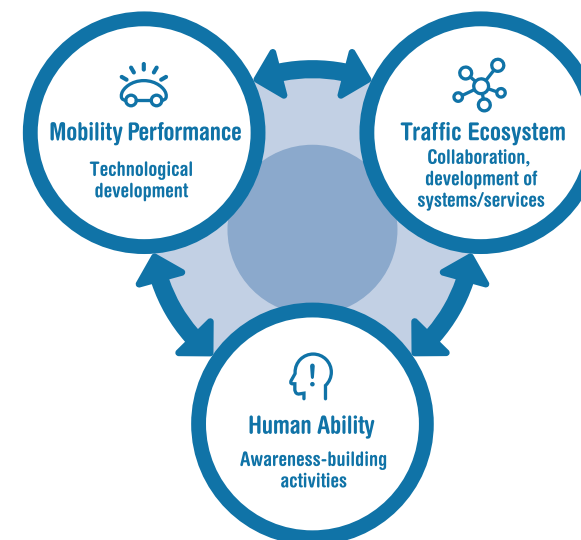 Mobility Performance
Technological
development
Traffic Ecosystem
Collaboration,
development of
systems/services
Human Ability
Awareness-building
activities